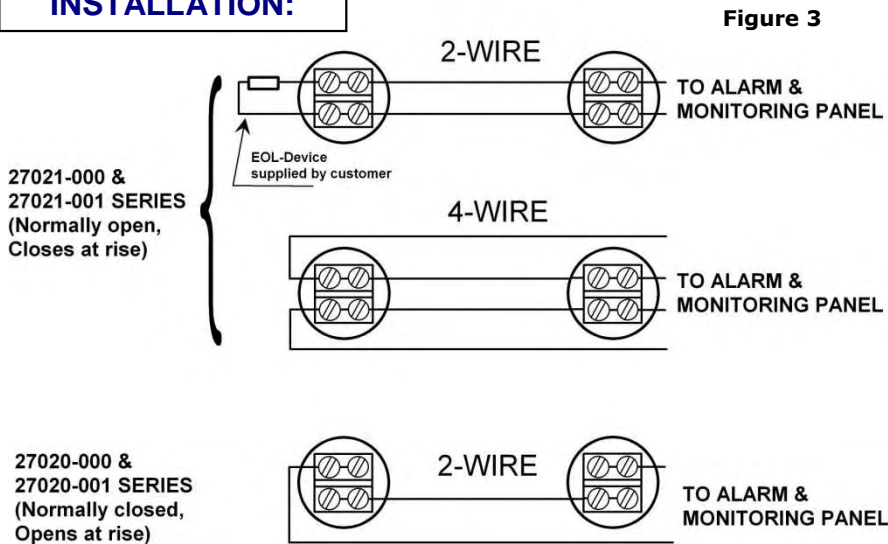 INSTALLATION:
Figure 3
2-WIRE
TO ALARM &
MONITORING PANEL
EOL-Device
supplied by customer
27021-000 &
27021-001 SERIES
(Normally open,
Closes at rise)
4-WIRE
TO ALARM &
MONITORING PANEL
27020-000 &
27020-001 SERIES
(Normally closed,
Opens at rise)
2-WIRE
TO ALARM &
MONITORING PANEL